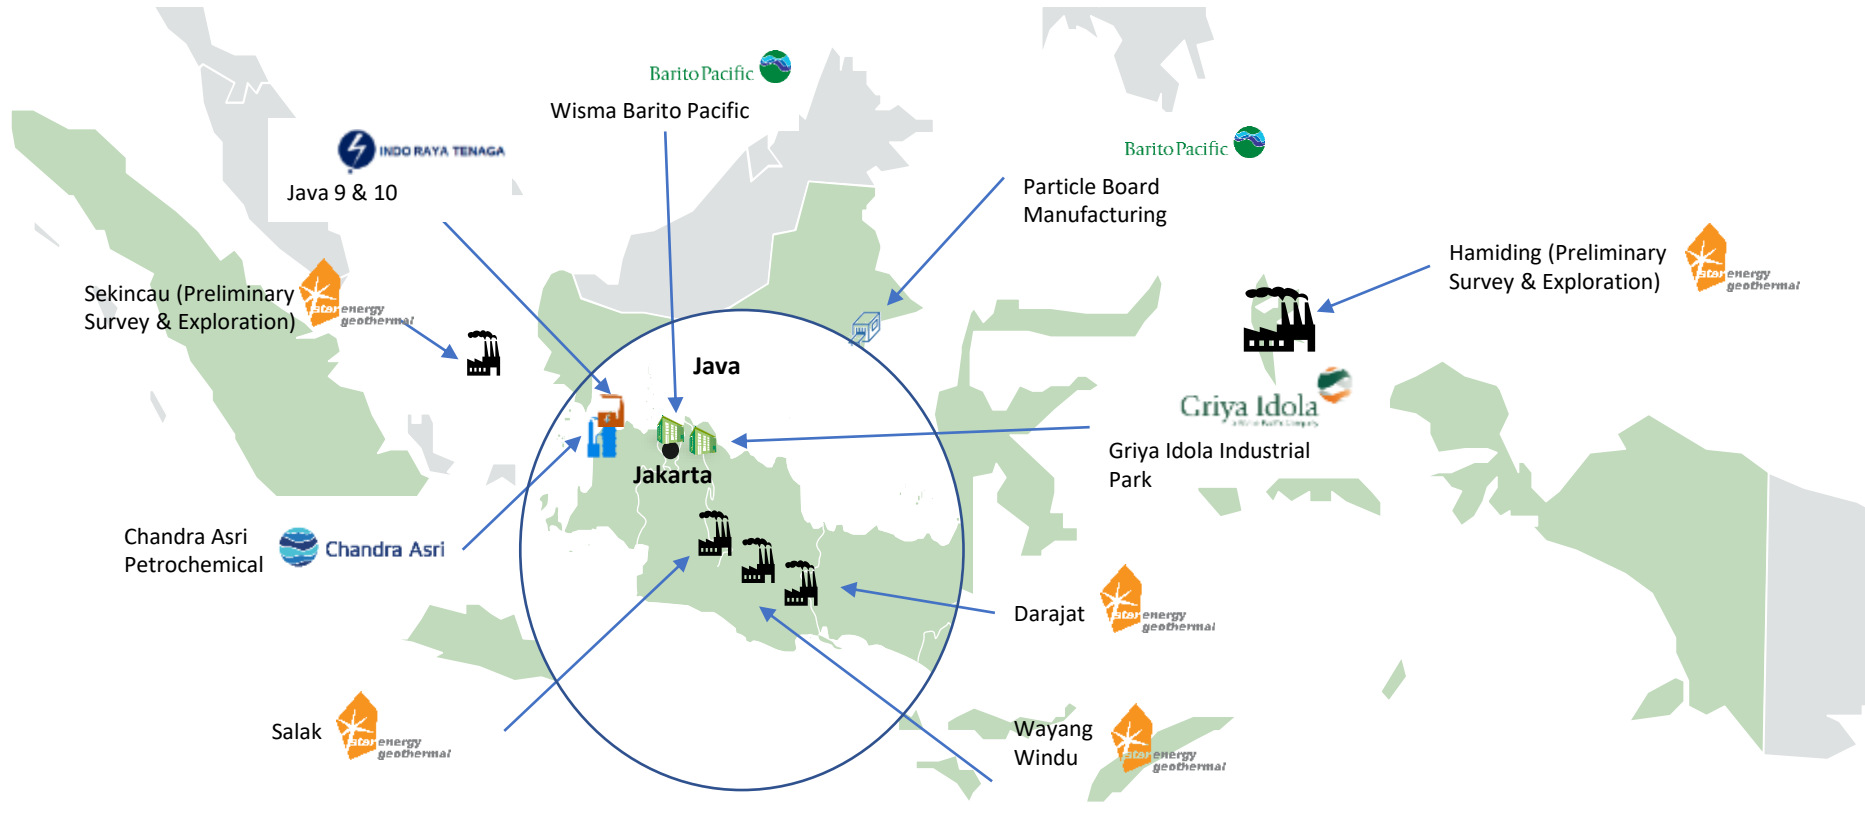 Barito Pacific
Wisma Barito Pacific
INDO RAYA TENAGA
Java 9 & 10
Barito Pacific
Particle Board
Manufacturing
Hamiding (Preliminary
Survey & Exploration)
star energy
geothermal
Sekincau (Preliminary
Survey & Exploration)
star energy
geothermal
Java
Griya Idola
Griya Idola Industrial
Park
Jakarta
Chandra Asri
Petrochemical
Chandra Asri
Darajat
star energy
geothermal
Salak
star energy
geothermal
Wayang
Windu
star energy
geothermal